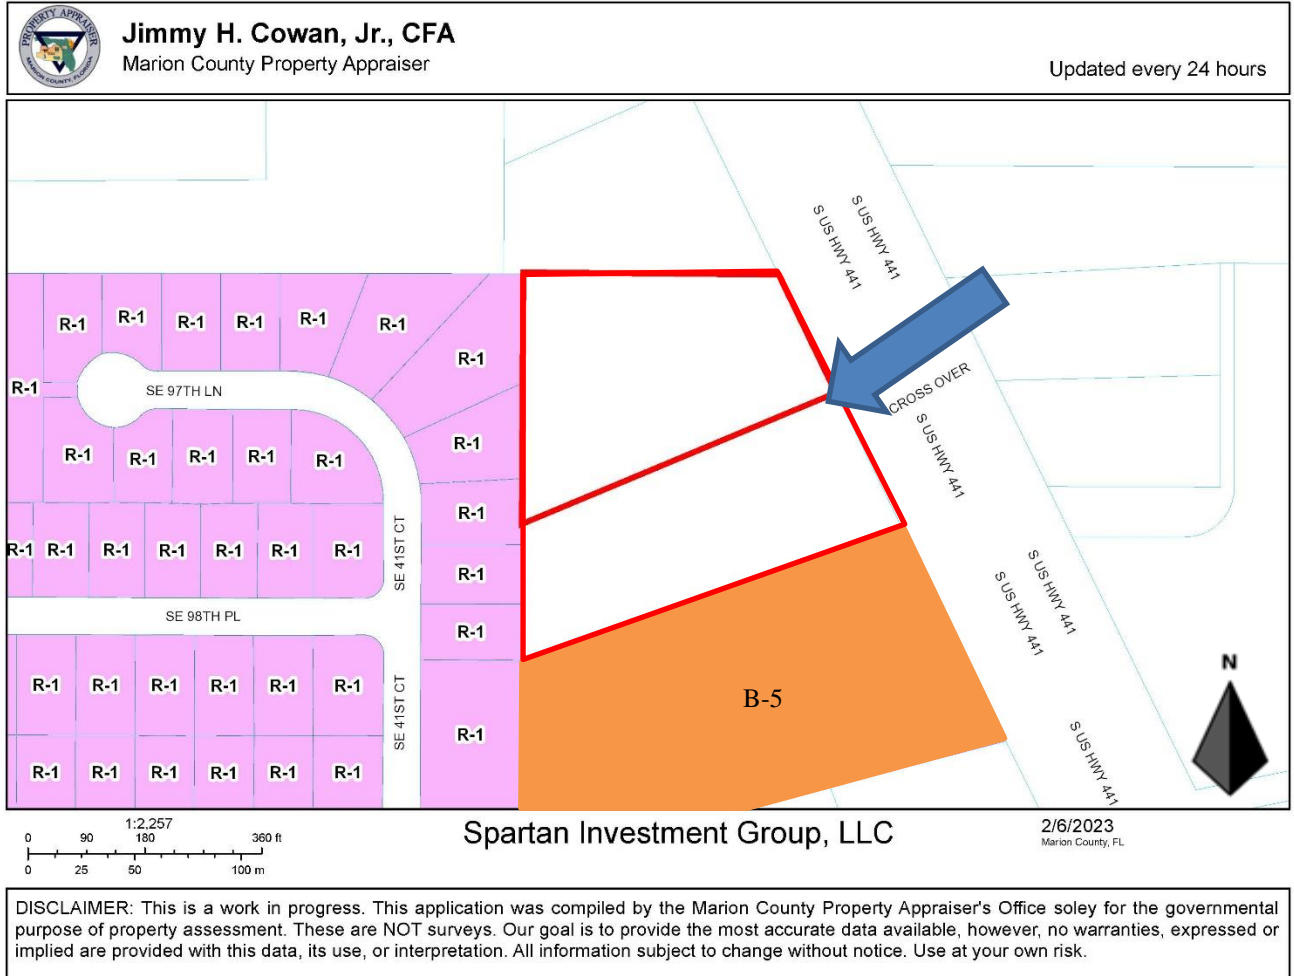 PROPERTY APPRAISER
MARION COUNTY, FLORIDA
Jimmy H. Cowan, Jr., CFA
Marion County Property Appraiser
Updated every 24 hours
S US HWY 441
S US HWY 441
R-1
R-1
R-1
R-1
R-1
R-1
R-1
R-1
SE 97TH LN
CROSS OVER
S US HWY 441
R-1
R-1
R-1
R-1
R-1
R-1
R-1
R-1
R-1
R-1
R-1
R-1
R-1
R-1
SE 41ST CT
R-1
S US HWY 441
S US HWY 441
SE 98TH PL
R-1
N
R-1
R-1
R-1
R-1
R-1
R-1
SE 41ST CT
B-5
R-1
S US HWY 441
R-1
R-1
R-1
R-1
R-1
R-1
1:2,257
0 90 180 360 ft
0 25 50 100 m
Spartan Investment Group, LLC
2/6/2023
Marion County, FL
DISCLAIMER: This is a work in progress. This application was compiled by the Marion County Property Appraiser's Office soley for the governmental
purpose of property assessment. These are NOT surveys. Our goal is to provide the most accurate data available, however, no warranties, expressed or
implied are provided with this data, its use, or interpretation. All information subject to change without notice. Use at your own risk.